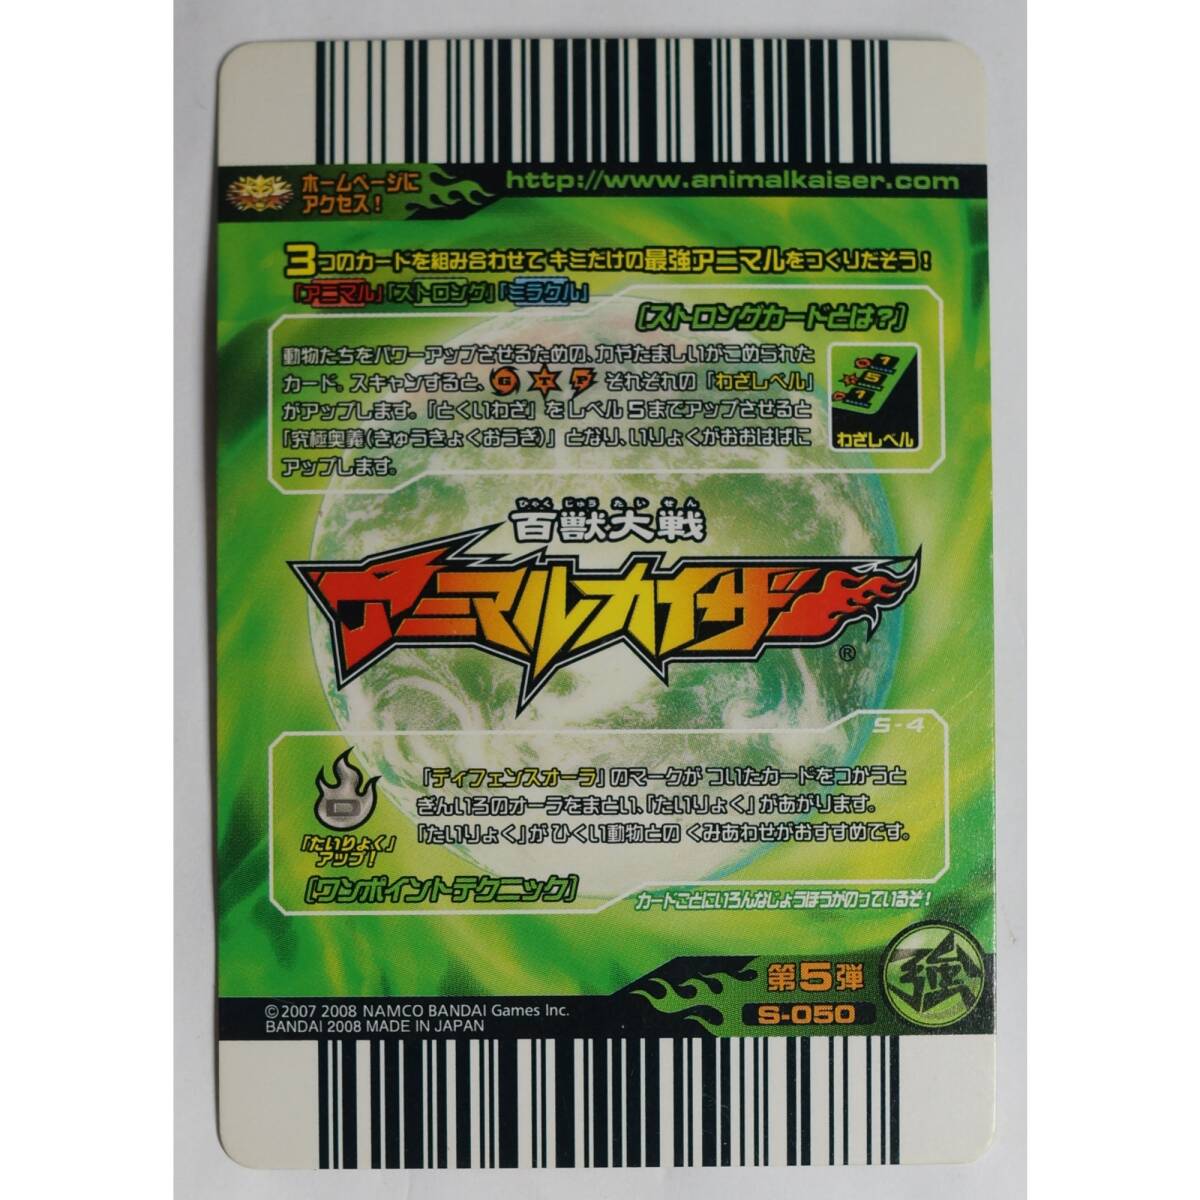 ホームページに
アクセス!
http://www.animalkaiser.com
3つのカードを組み合わせて キミだけの最強アニマルをつくりだそう!
「アニマル」「ストロング」「ミラクル」
[ストロングカードとは?]
動物たちをパワーアップさせるための、力やたましいがこめられた
カード。スキャンすると、 それぞれの「わざレベル」
がアップします。「とくいわざ」をレベル5までアップさせると
「究極奥義(きゅうきょくおうぎ)」となり、いりょくがおおはばに
アップします。
1
5
1
わざレベル
ひゃくじゅうたいせん
百獣大戦
アニマルカイザー
®
S-4
「ディフェンスオーラ」のマークが ついたカードをつかうと
ぎんいろのオーラをまとい、「たいりょく」があがります。
「たいりょく」が ひくい動物との くみあわせがおすすめです。
D
「たいりょく」
アップ!
[ワンポイントテクニック]
カードごとにいろんなじょうほうがのっているぞ!
第5弾
S-050
強
©2007 2008 NAMCO BANDAI Games Inc.
BANDAI 2008 MADE IN JAPAN